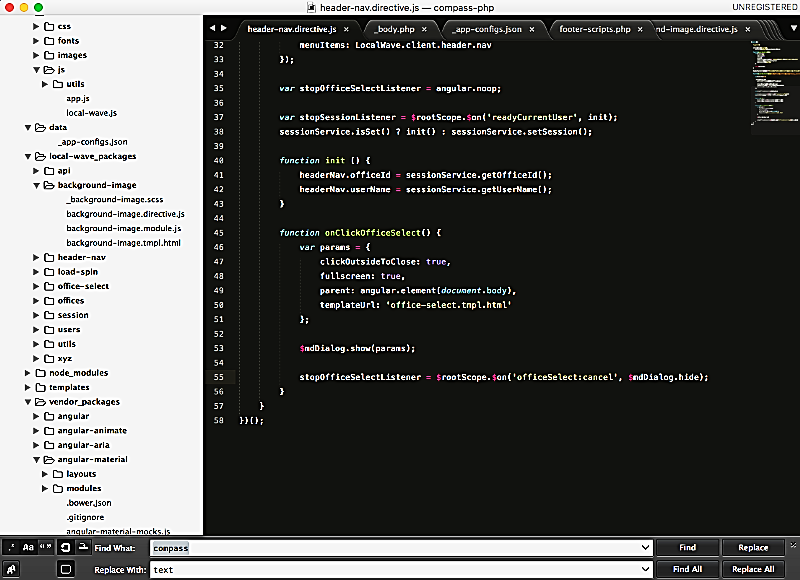 header-nav.directive.js — compass-php
UNREGISTERED
css
fonts
images
js
utils
app.js
local-wave.js
data
_app-configs.json
local-wave_packages
api
background-image
_background-image.scss
background-image.directive.js
background-image.module.js
background-image.tmpl.html
header-nav
load-spin
office-select
offices
session
users
utils
xyz
node_modules
templates
vendor_packages
angular
angular-animate
angular-aria
angular-material
layouts
modules
.bower.json
.gitignore
angular-material-mocks.js
header-nav.directive.js × _body.php × _app-configs.json × footer-scripts.php × nd-image.directive.js ×
32 menuItems: LocalWave.client.header.nav
33 });
34
35 var stopOfficeSelectListener = angular.noop;
36
37 var stopSessionListener = $rootScope.$on('readyCurrentUser', init);
38 sessionService.isSet() ? init() : sessionService.setSession();
39
40 function init () {
41 headerNav.officeId = sessionService.getOfficeId();
42 headerNav.userName = sessionService.getUserName();
43 }
44
45 function onClickOfficeSelect() {
46 var params = {
47 clickOutsideToClose: true,
48 fullscreen: true,
49 parent: angular.element(document.body),
50 templateUrl: 'office-select.tmpl.html'
51 };
52
53 $mdDialog.show(params);
54
55 stopOfficeSelectListener = $rootScope.$on('officeSelect:cancel', $mdDialog.hide);
56 }
57 }
58 })();
.* Aa “” Find What: compass Find Replace
Replace With: text Find All Replace All